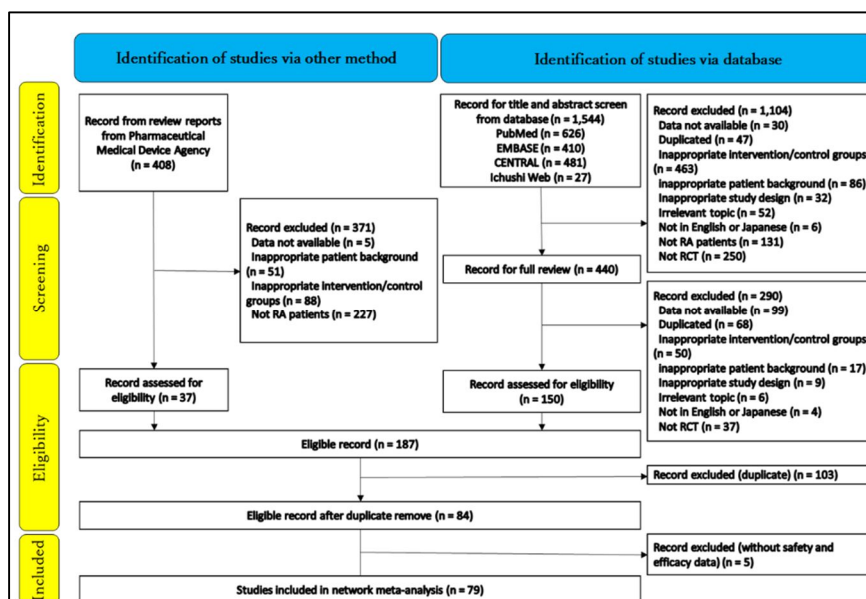 Identification of studies via other method
Identification of studies via database
Identification
Record from review reports
from Pharmaceutical
Medical Device Agency
(n = 408)
Record for title and abstract screen
from database (n = 1,544)
PubMed (n = 626)
EMBASE (n = 410)
CENTRAL (n = 481)
Ichushi Web (n = 27)
Record excluded (n = 1,104)
Data not available (n = 30)
Duplicated (n = 47)
Inappropriate intervention/control groups
(n = 463)
Inappropriate patient background (n = 86)
Inappropriate study design (n = 32)
Irrelevant topic (n = 52)
Not in English or Japanese (n = 6)
Not RA patients (n = 131)
Not RCT (n = 250)
Screening
Record excluded (n = 371)
Data not available (n = 5)
Inappropriate patient background
(n = 51)
Inappropriate intervention/control
groups (n = 88)
Not RA patients (n = 227)
Record for full review (n = 440)
Record excluded (n = 290)
Data not available (n = 99)
Duplicated (n = 68)
Inappropriate intervention/control groups
(n = 50)
inappropriate patient background (n = 17)
Inappropriate study design (n = 9)
Irrelevant topic (n = 6)
Not in English or Japanese (n = 4)
Not RCT (n = 37)
Record assessed for
eligibility (n = 37)
Record assessed for eligibility
(n = 150)
Eligibility
Eligible record (n = 187)
Record excluded (duplicate) (n = 103)
Eligible record after duplicate remove (n = 84)
Included
Record excluded (without safety and
efficacy data) (n = 5)
Studies included in network meta-analysis (n = 79)